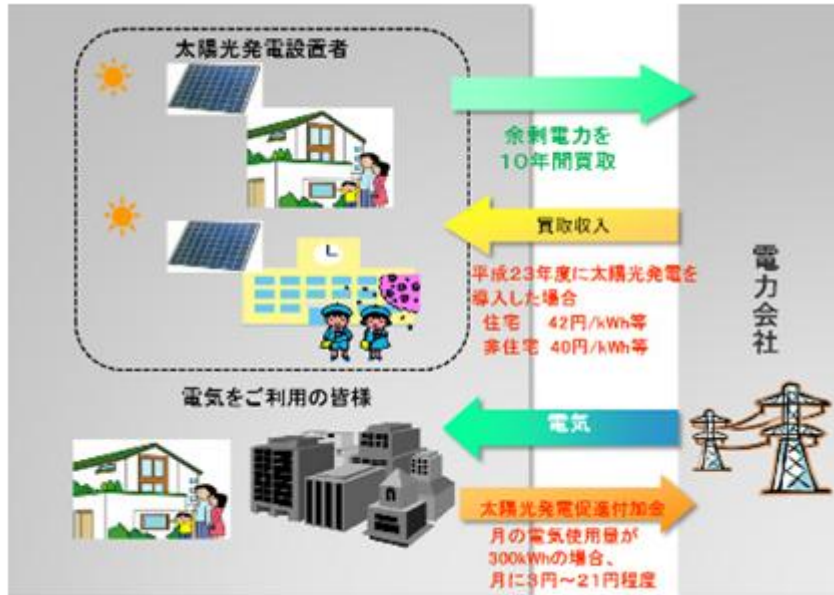 太陽光発電設置者
余剰電力を
10年間買取
買取収入
平成23年度に太陽光発電を
導入した場合
住宅 42円/kWh等
非住宅 40円/kWh等
電力会社
電気をご利用の皆様
電気
太陽光発電促進付加金
月の電気使用量が
300kWhの場合、
月に3円～21円程度